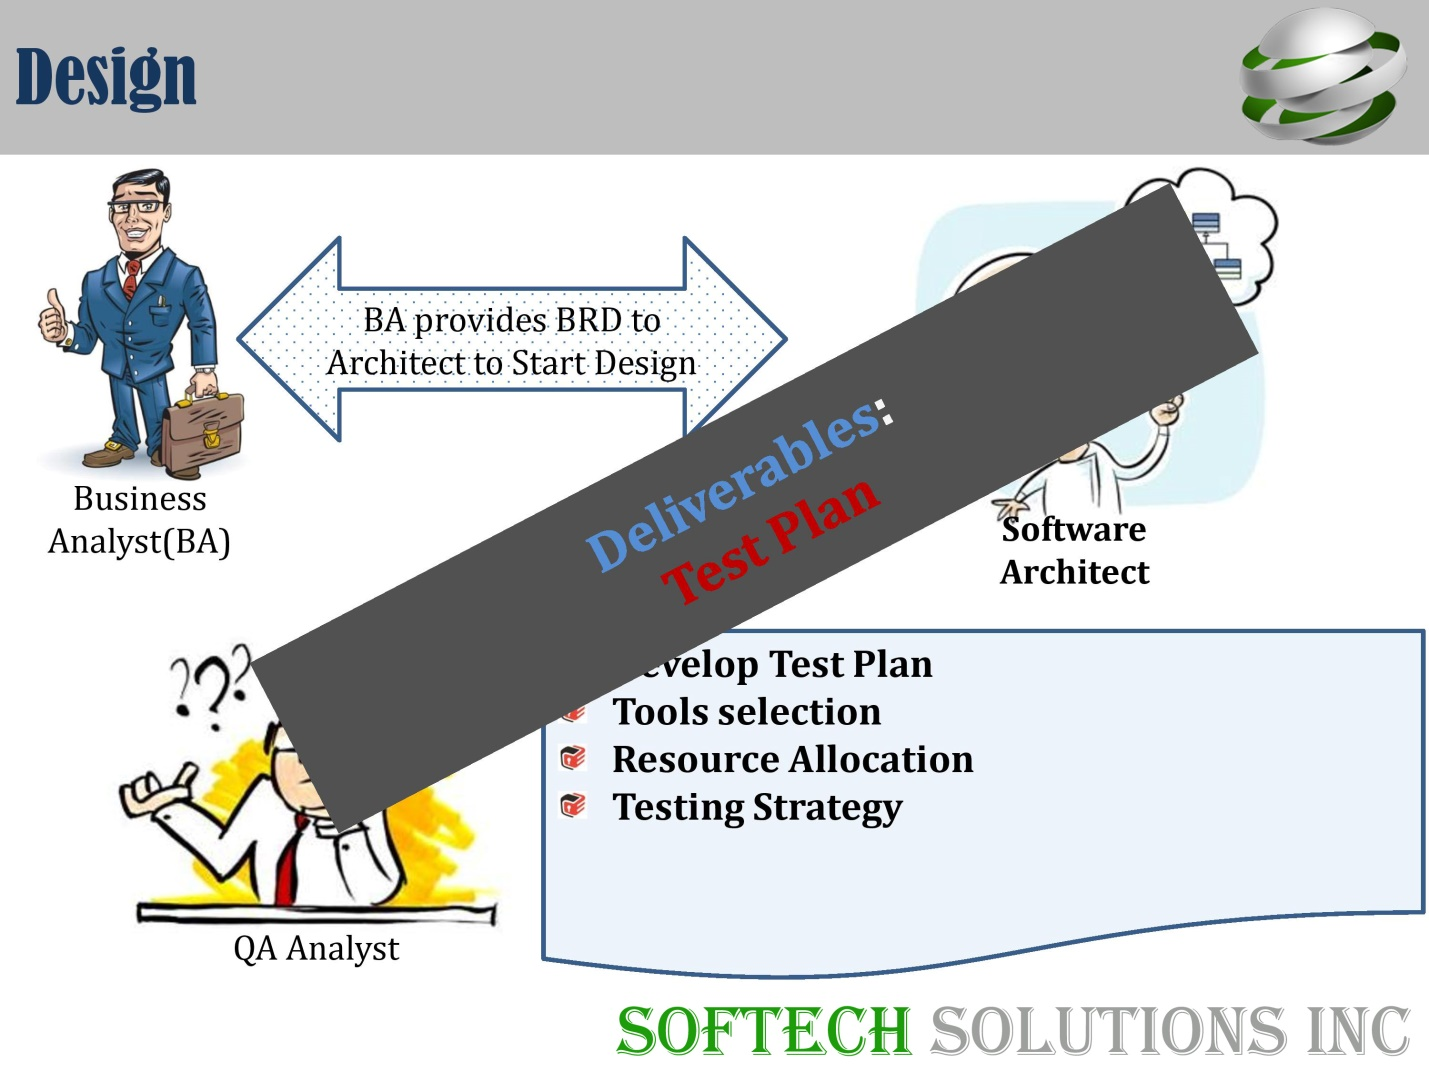 Design
BA provides BRD to
Architect to Start Design
Business
Analyst(BA)
Software
Architect
Deliverables:
Test Plan
evelop Test Plan
Tools selection
Resource Allocation
Testing Strategy
QA Analyst
SOFTECH SOLUTIONS INC